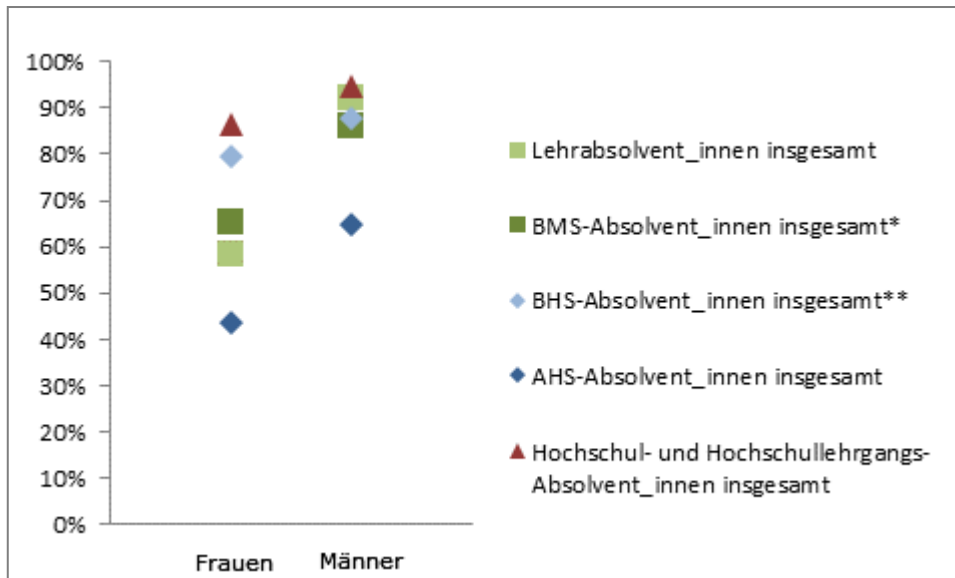 100%
90%
80%
70%
60%
50%
40%
30%
20%
10%
0%
Frauen Männer
Lehrabsolvent_innen insgesamt
BMS-Absolvent_innen insgesamt*
BHS-Absolvent_innen insgesamt**
AHS-Absolvent_innen insgesamt
Hochschul- und Hochschullehrgangs-
Absolvent_innen insgesamt